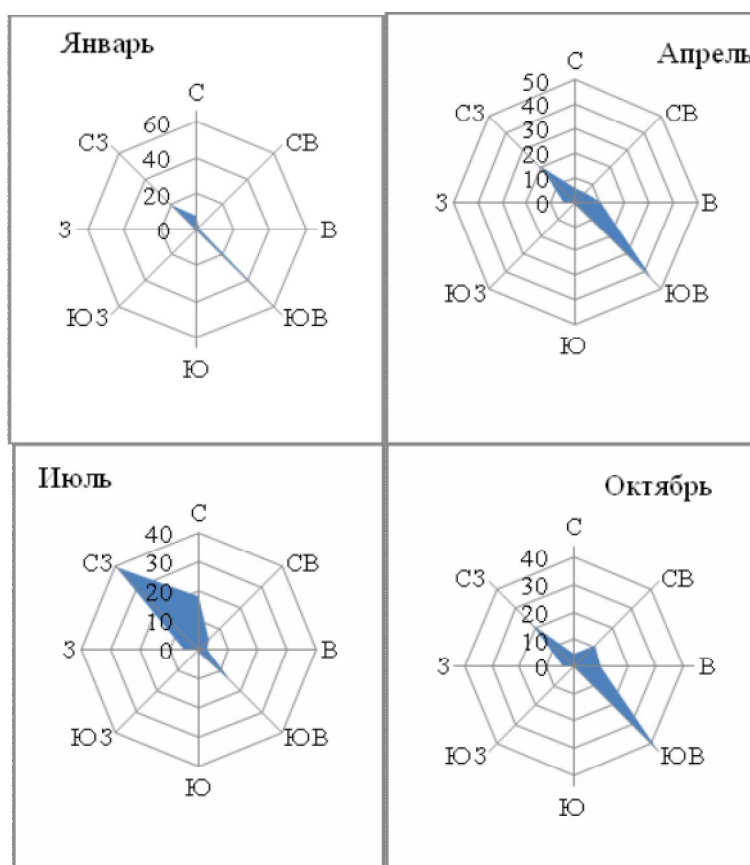 Январь
С
СВ
В
ЮВ
Ю
ЮЗ
З
СЗ
60
40
20
0
Апрель
С
СВ
В
ЮВ
Ю
ЮЗ
З
СЗ
50
40
30
20
10
0
Июль
С
СВ
В
ЮВ
Ю
ЮЗ
З
СЗ
40
30
20
10
0
Октябрь
С
СВ
В
ЮВ
Ю
ЮЗ
З
СЗ
40
30
20
10
0